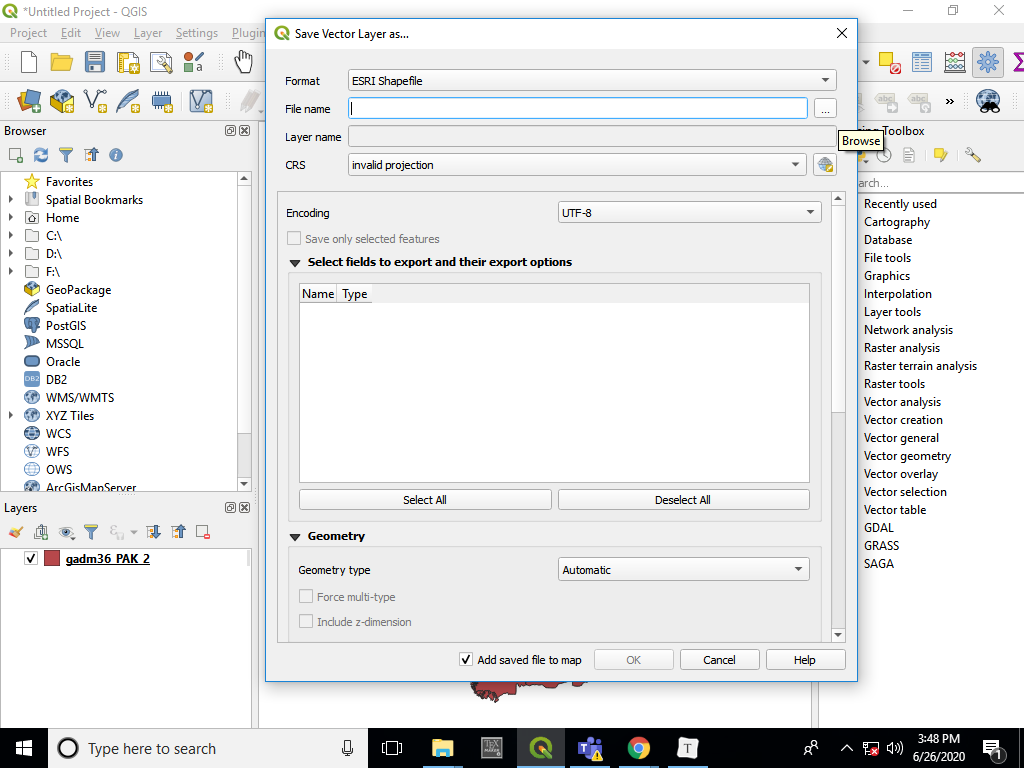 *Untitled Project - QGIS
Project Edit View Layer Settings Plugin
Save Vector Layer as...
Format ESRI Shapefile
File name ...
Layer name
CRS invalid projection
Browse
Encoding UTF-8
Save only selected features
Select fields to export and their export options
Name Type
Select All Deselect All
Geometry
Geometry type Automatic
Force multi-type
Include z-dimension
Add saved file to map OK Cancel Help
Browser
Favorites
Spatial Bookmarks
Home
C:\
D:\
F:\
GeoPackage
SpatiaLite
PostGIS
MSSQL
Oracle
DB2 DB2
WMS/WMTS
XYZ Tiles
WCS
WFS
OWS
ArcGisMapServer
Layers
gadm36_PAK_2
abc abc »
Toolbox
Recently used
Cartography
Database
File tools
Graphics
Interpolation
Layer tools
Network analysis
Raster analysis
Raster terrain analysis
Raster tools
Vector analysis
Vector creation
Vector general
Vector geometry
Vector overlay
Vector selection
Vector table
GDAL
GRASS
SAGA
Type here to search
T
3:48 PM
6/26/2020
1